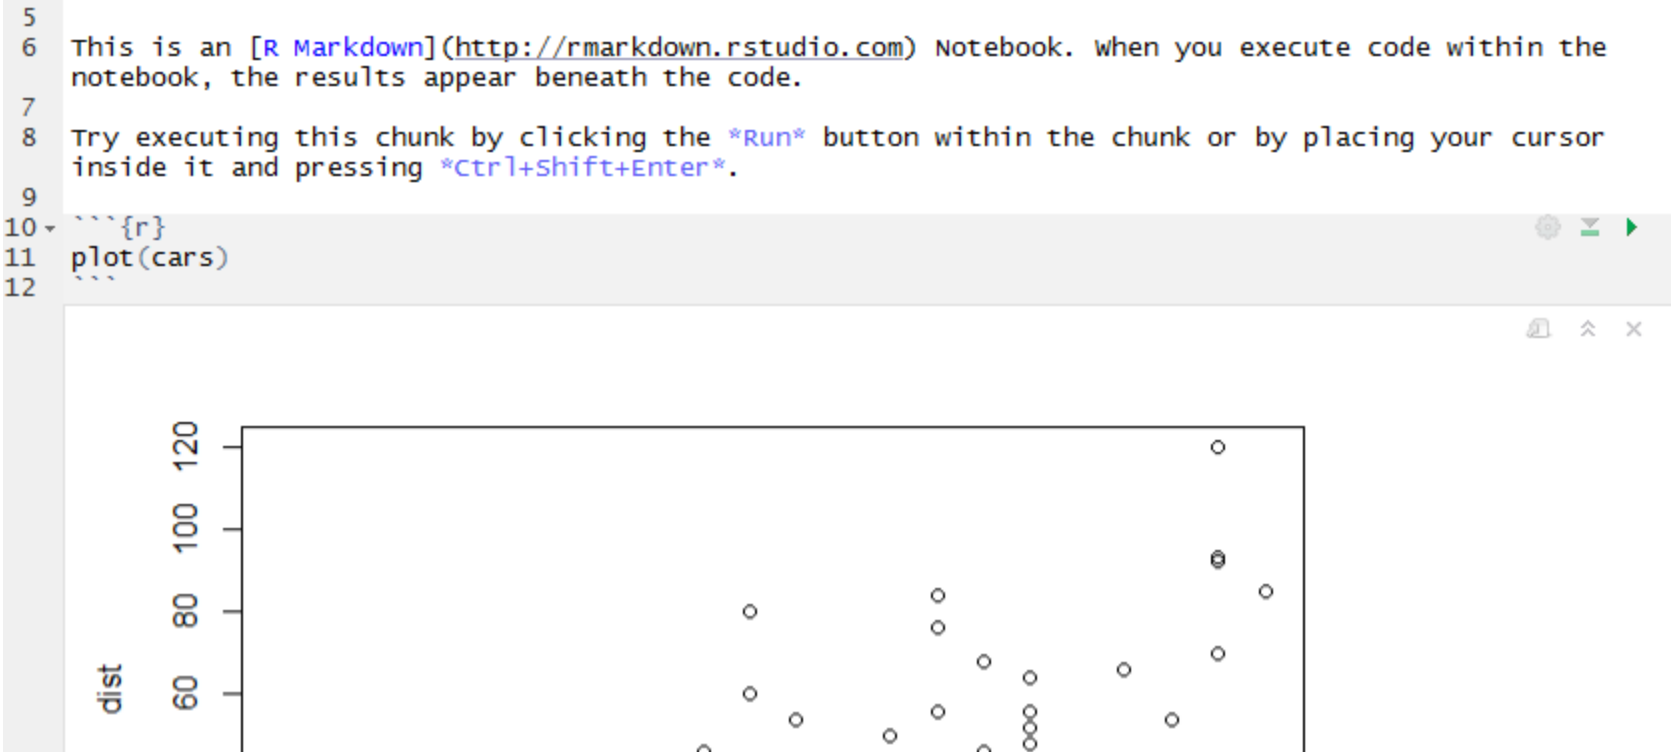 5
6 This is an [R Markdown](http://rmarkdown.rstudio.com) Notebook. When you execute code within the
notebook, the results appear beneath the code.
7
8 Try executing this chunk by clicking the *Run* button within the chunk or by placing your cursor
inside it and pressing *Ctrl+Shift+Enter*.
9
10 ```{r}
11 plot(cars)
12 ```
120
100
80
60
dist